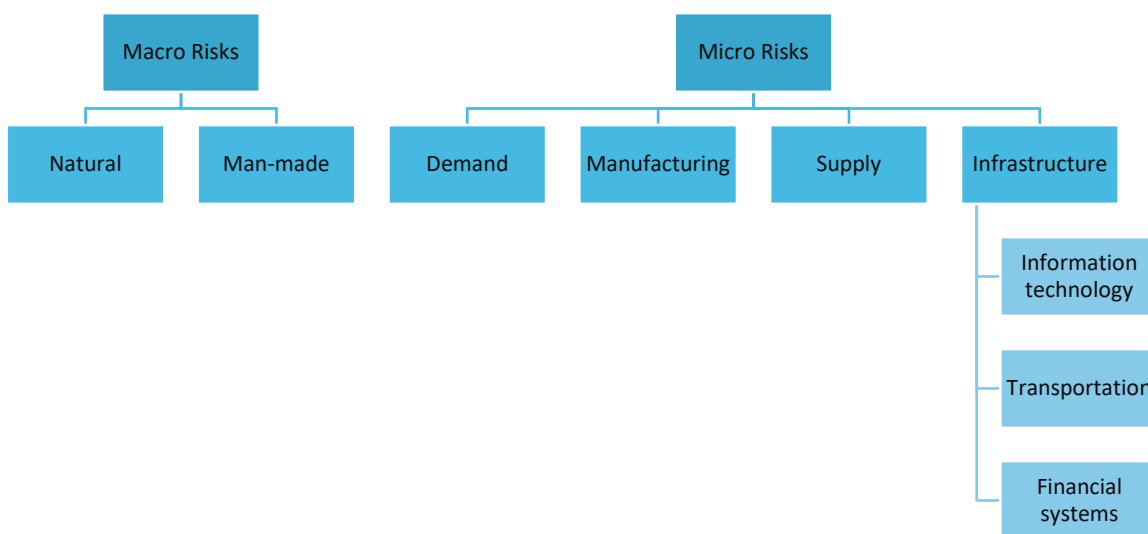 Macro Risks
Micro Risks
Natural
Man-made
Demand
Manufacturing
Supply
Infrastructure
Information
technology
Transportation
Financial
systems